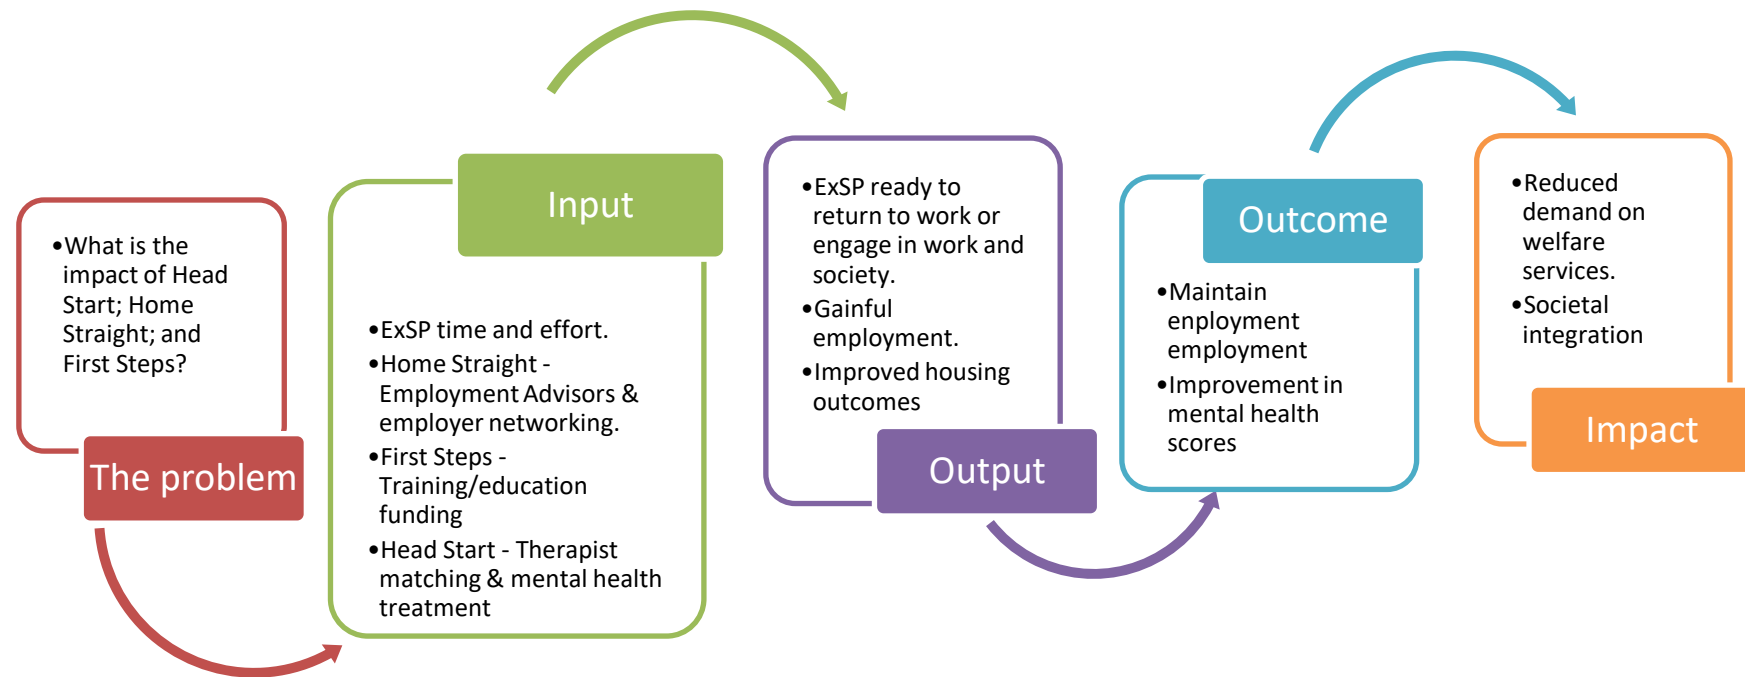 •What is the
impact of Head
Start; Home
Straight; and
First Steps?
The problem
Input
•ExSP time and effort.
•Home Straight -
Employment Advisors &
employer networking.
•First Steps -
Training/education
funding
•Head Start - Therapist
matching & mental health
treatment
•ExSP ready to
return to work or
engage in work and
society.
•Gainful
employment.
•Improved housing
outcomes
Output
Outcome
•Maintain
enployment
employment
•Improvement in
mental health
scores
•Reduced
demand on
welfare
services.
•Societal
integration
Impact